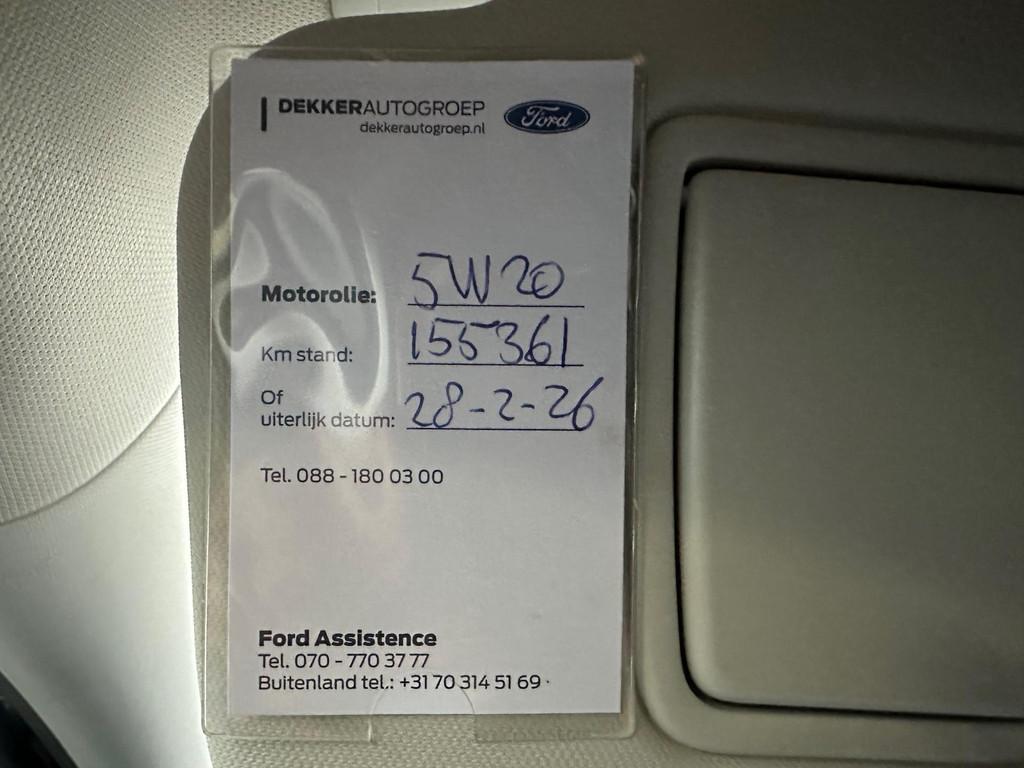 DEKKERAUTOGROEP
dekkerautogroep.nl
Ford
Motorolie: 5W20
Km stand: 155361
Of
uiterlijk datum: 28-2-26
Tel. 088 - 180 03 00
Ford Assistence
Tel. 070 - 770 37 77
Buitenland tel.: +31 70 314 51 69